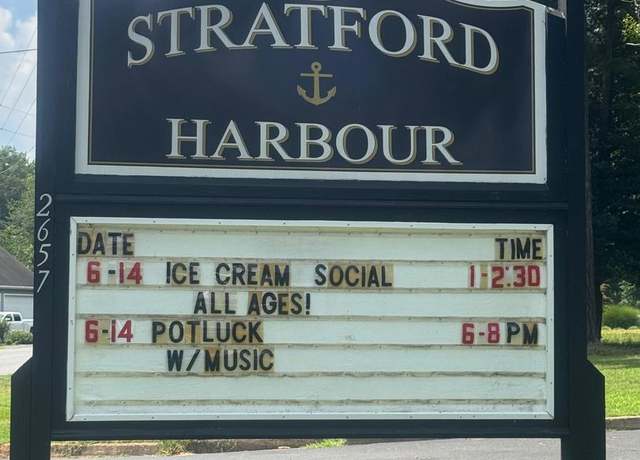 STRATFORD
HARBOUR
2657
DATE TIME
6-14 ICE CREAM SOCIAL 1-2:30
ALL AGES!
6-14 POTLUCK 6-8 PM
W/MUSIC